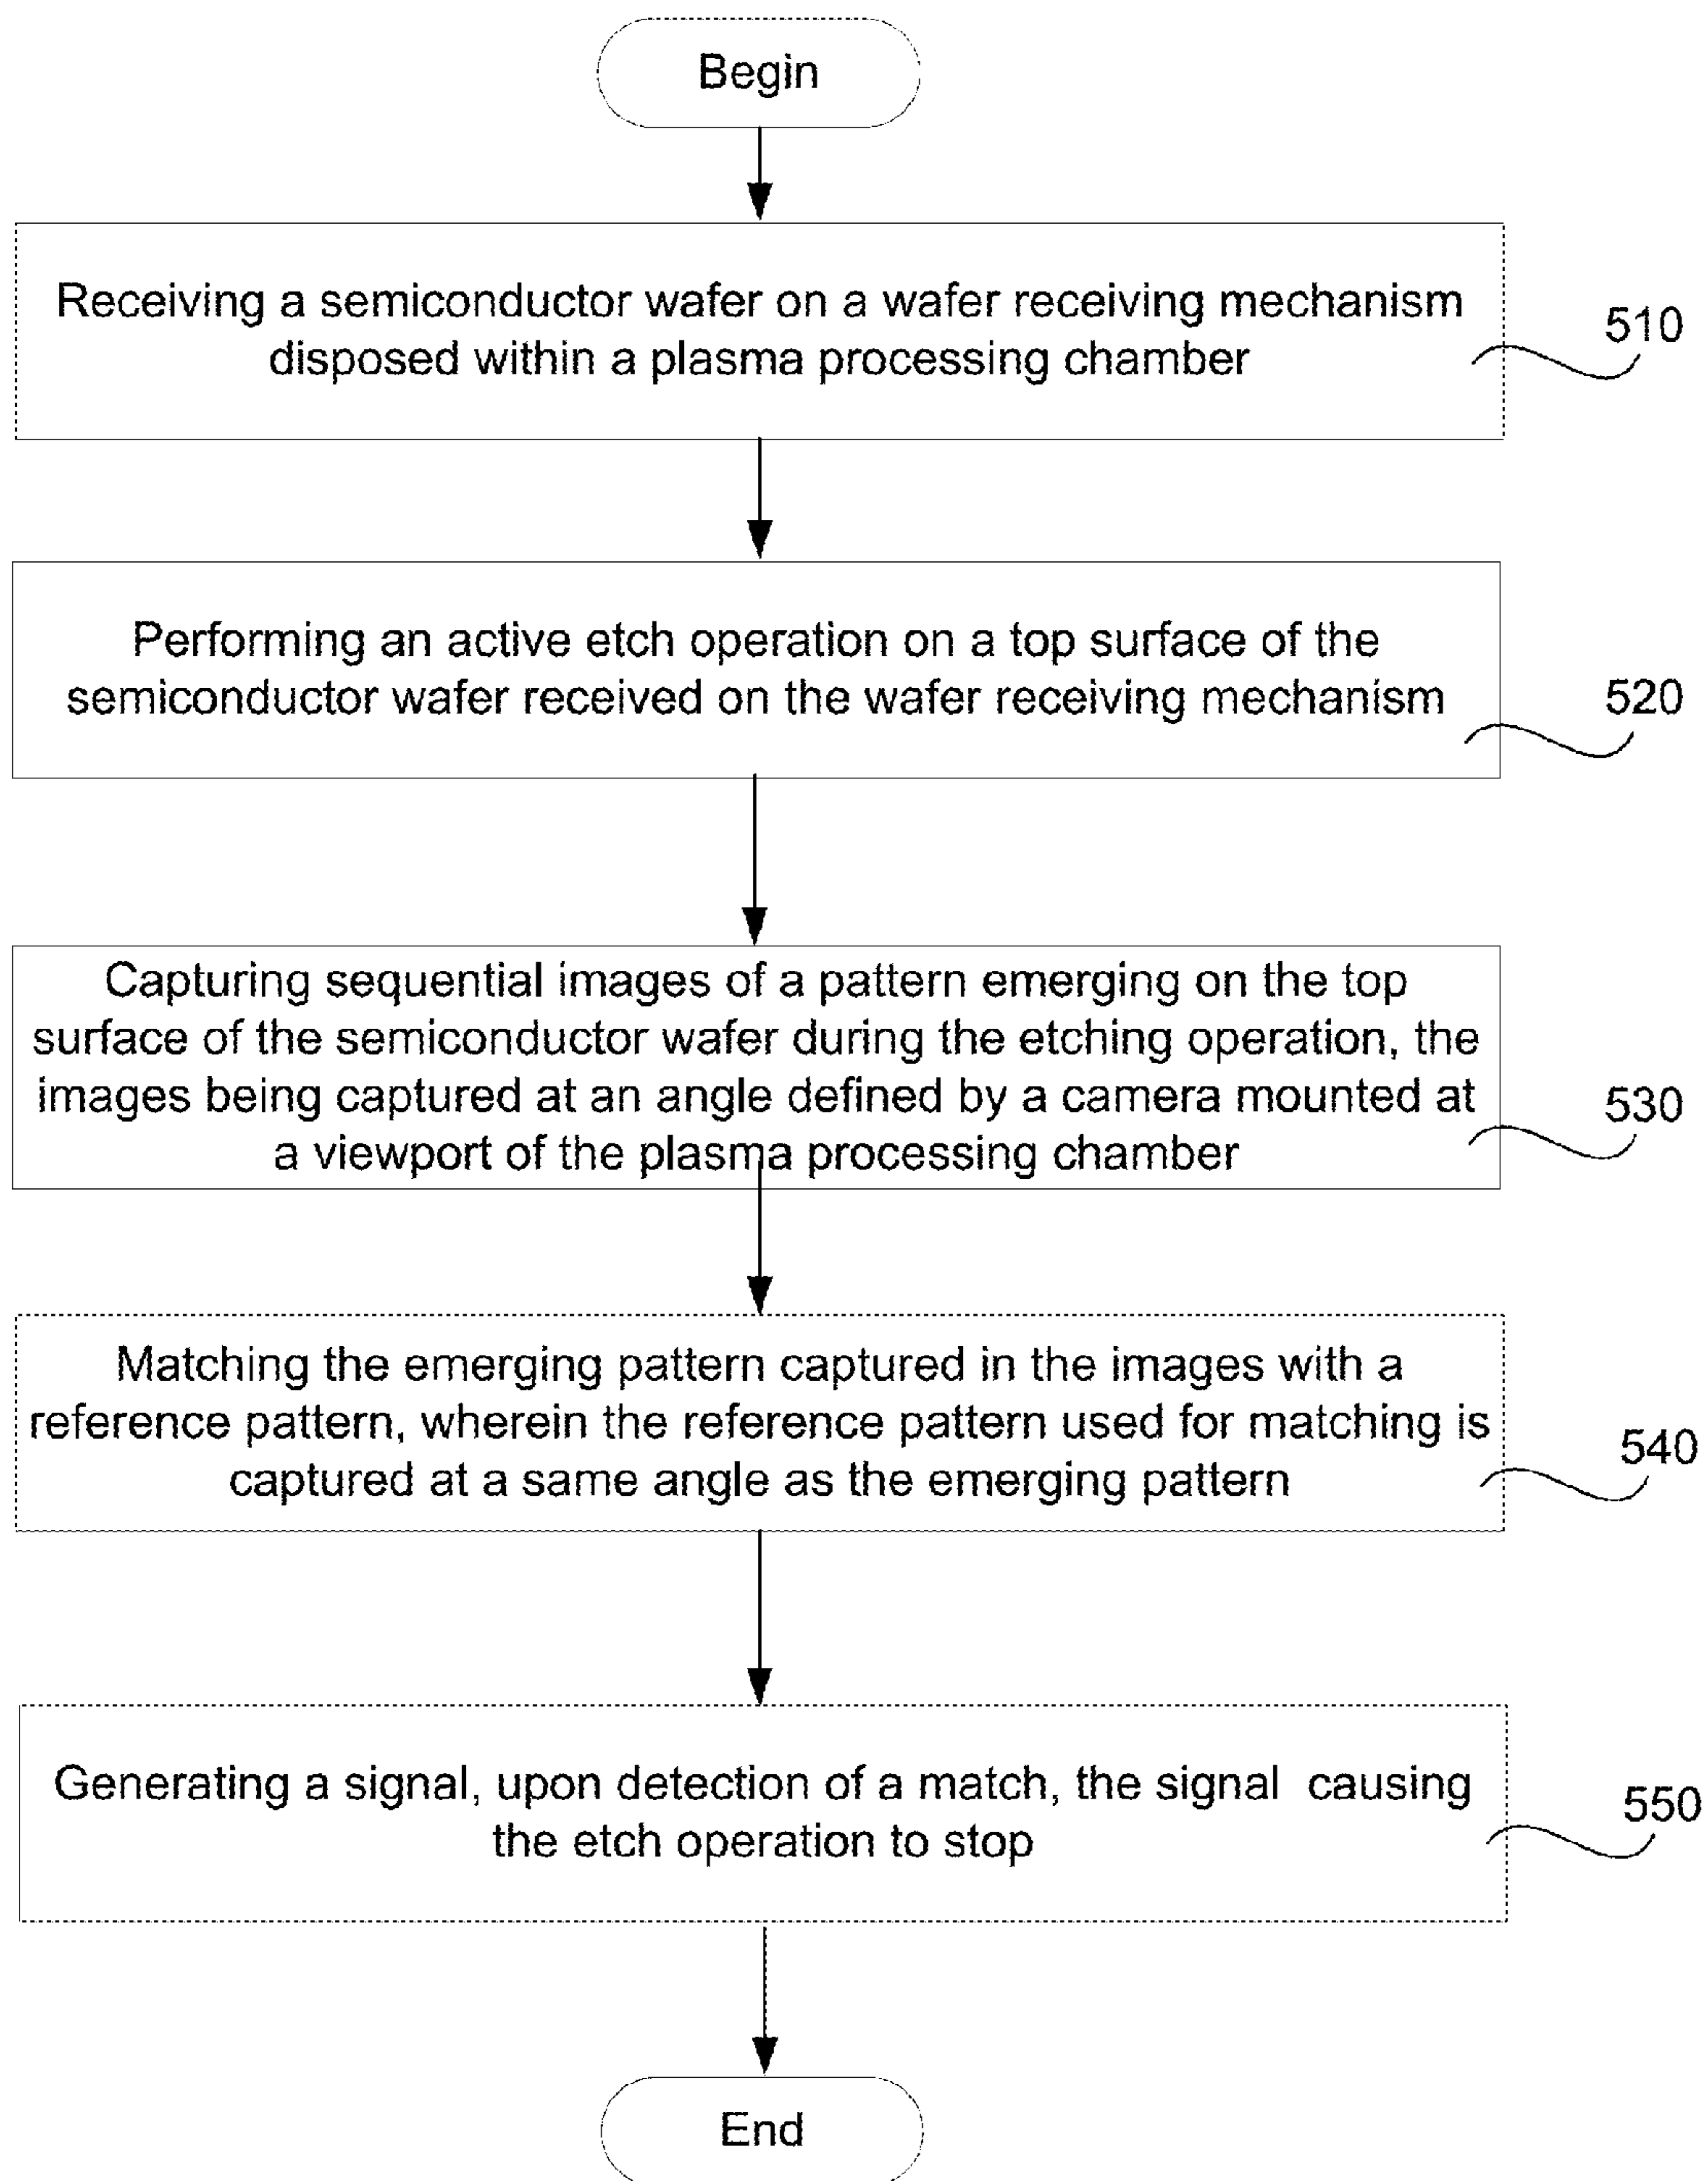 Begin
Receiving a semiconductor wafer on a wafer receiving mechanism
disposed within a plasma processing chamber
510
Performing an active etch operation on a top surface of the
semiconductor wafer received on the wafer receiving mechanism
520
Capturing sequential images of a pattern emerging on the top
surface of the semiconductor wafer during the etching operation, the
images being captured at an angle defined by a camera mounted at
a viewport of the plasma processing chamber
530
Matching the emerging pattern captured in the images with a
reference pattern, wherein the reference pattern used for matching is
captured at a same angle as the emerging pattern
540
Generating a signal, upon detection of a match, the signal causing
the etch operation to stop
550
End